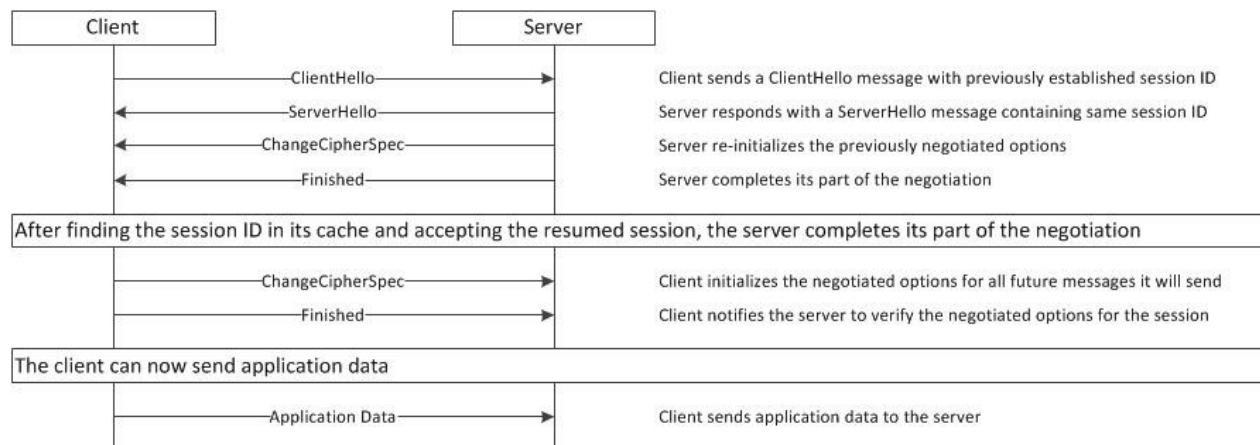 Client Server
ClientHello Client sends a ClientHello message with previously established session ID
ServerHello Server responds with a ServerHello message containing same session ID
ChangeCipherSpec Server re-initializes the previously negotiated options
Finished Server completes its part of the negotiation
After finding the session ID in its cache and accepting the resumed session, the server completes its part of the negotiation
ChangeCipherSpec Client initializes the negotiated options for all future messages it will send
Finished Client notifies the server to verify the negotiated options for the session
The client can now send application data
Application Data Client sends application data to the server